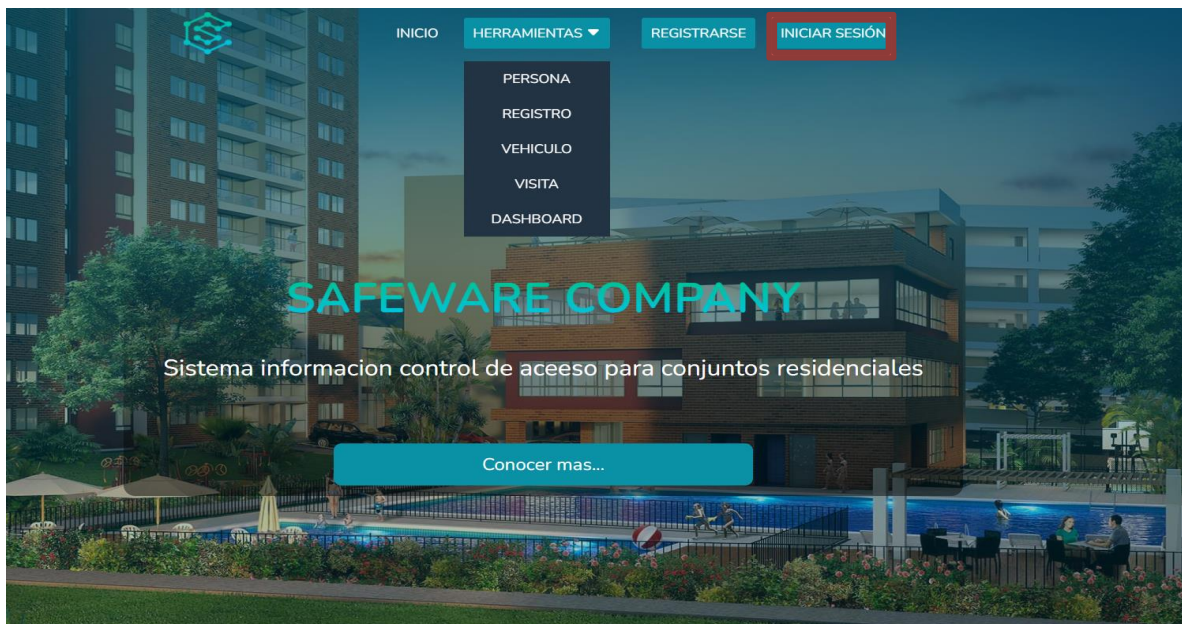 INICIO HERRAMIENTAS REGISTRARSE INICIAR SESIÓN
PERSONA
REGISTRO
VEHICULO
VISITA
DASHBOARD
SAFEWARE COMPANY
Sistema informacion control de aceeso para conjuntos residenciales
Conocer mas...